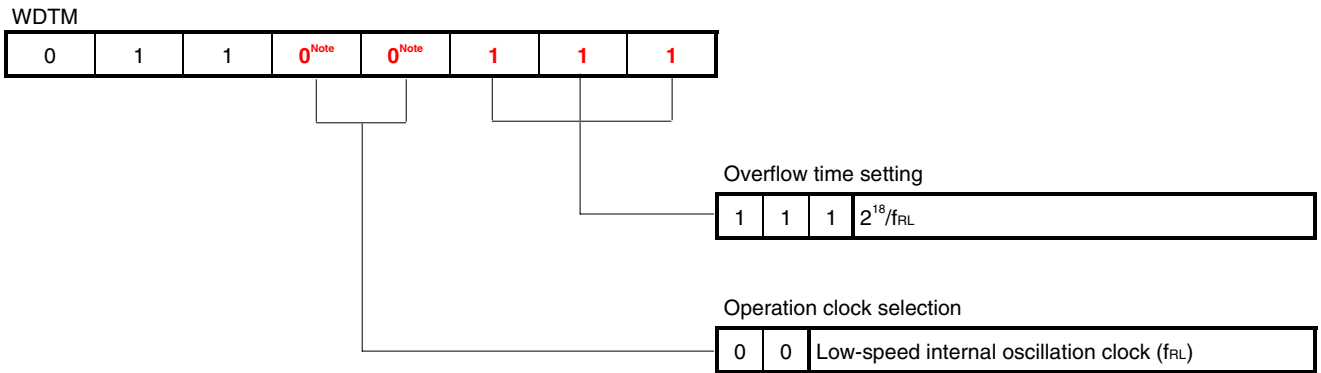 WDTM
0 1 1 0Note 0Note 1 1 1
Overflow time setting
1 1 1 2^18/fRL
Operation clock selection
0 0 Low-speed internal oscillation clock (fRL)